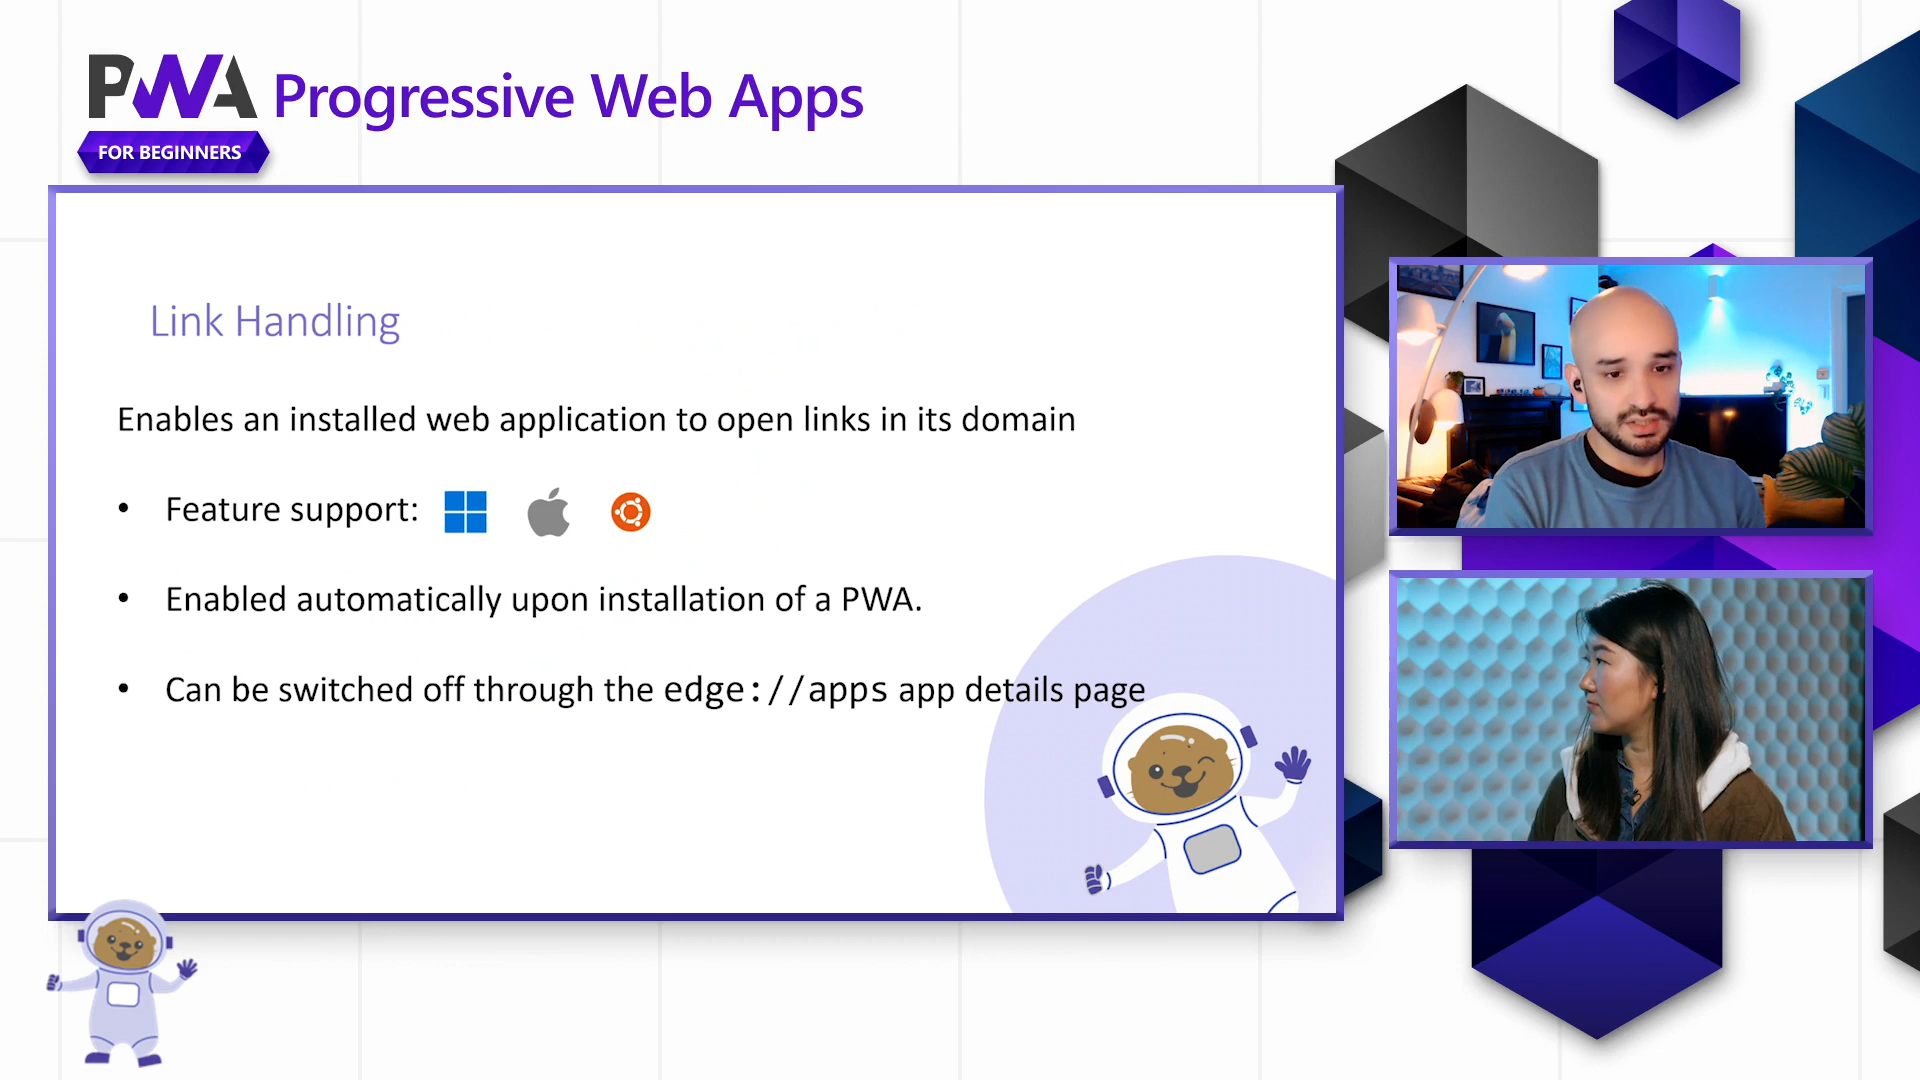 PWA Progressive Web Apps
FOR BEGINNERS
Link Handling
Enables an installed web application to open links in its domain
• Feature support:
• Enabled automatically upon installation of a PWA.
• Can be switched off through the edge://apps app details page